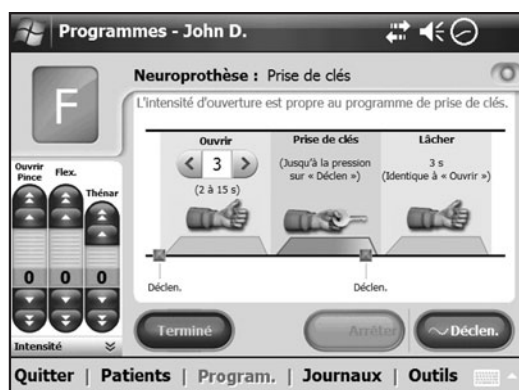 Programmes - John D.
F
Neuroprothèse : Prise de clés
L'intensité d'ouverture est propre au programme de prise de clés.
Ouvrir
Prise de clés
Lâcher
3
(2 à 15 s)
(Jusqu'à la pression
sur « Déclen »)
3 s
(Identique à « Ouvrir »)
Déclen.
Déclen.
Ouvrir
Pince
Flex.
Thénar
0
0
0
Intensité
Terminé
Arrêter
Déclen.
Quitter | Patients | Program. | Journaux | Outils